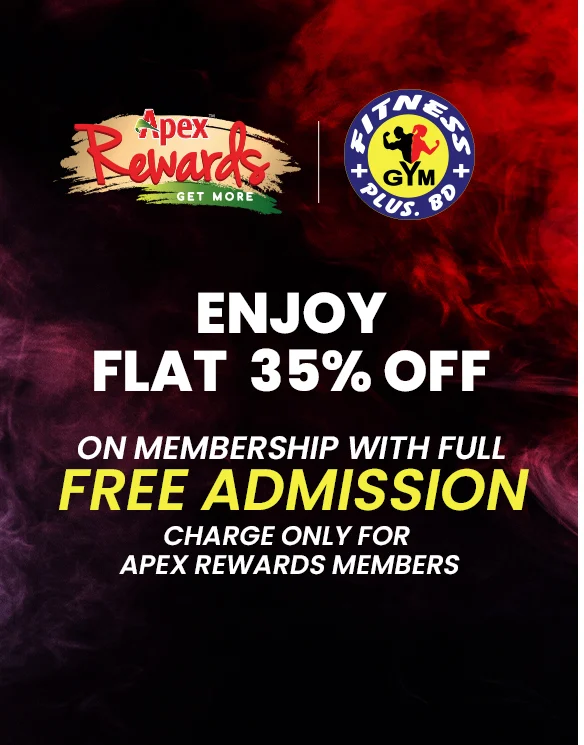 Apex
Rewards
GET MORE
FITNESS
GYM
PLUS. BD
ENJOY
FLAT 35% OFF
ON MEMBERSHIP WITH FULL
FREE ADMISSION
CHARGE ONLY FOR
APEX REWARDS MEMBERS